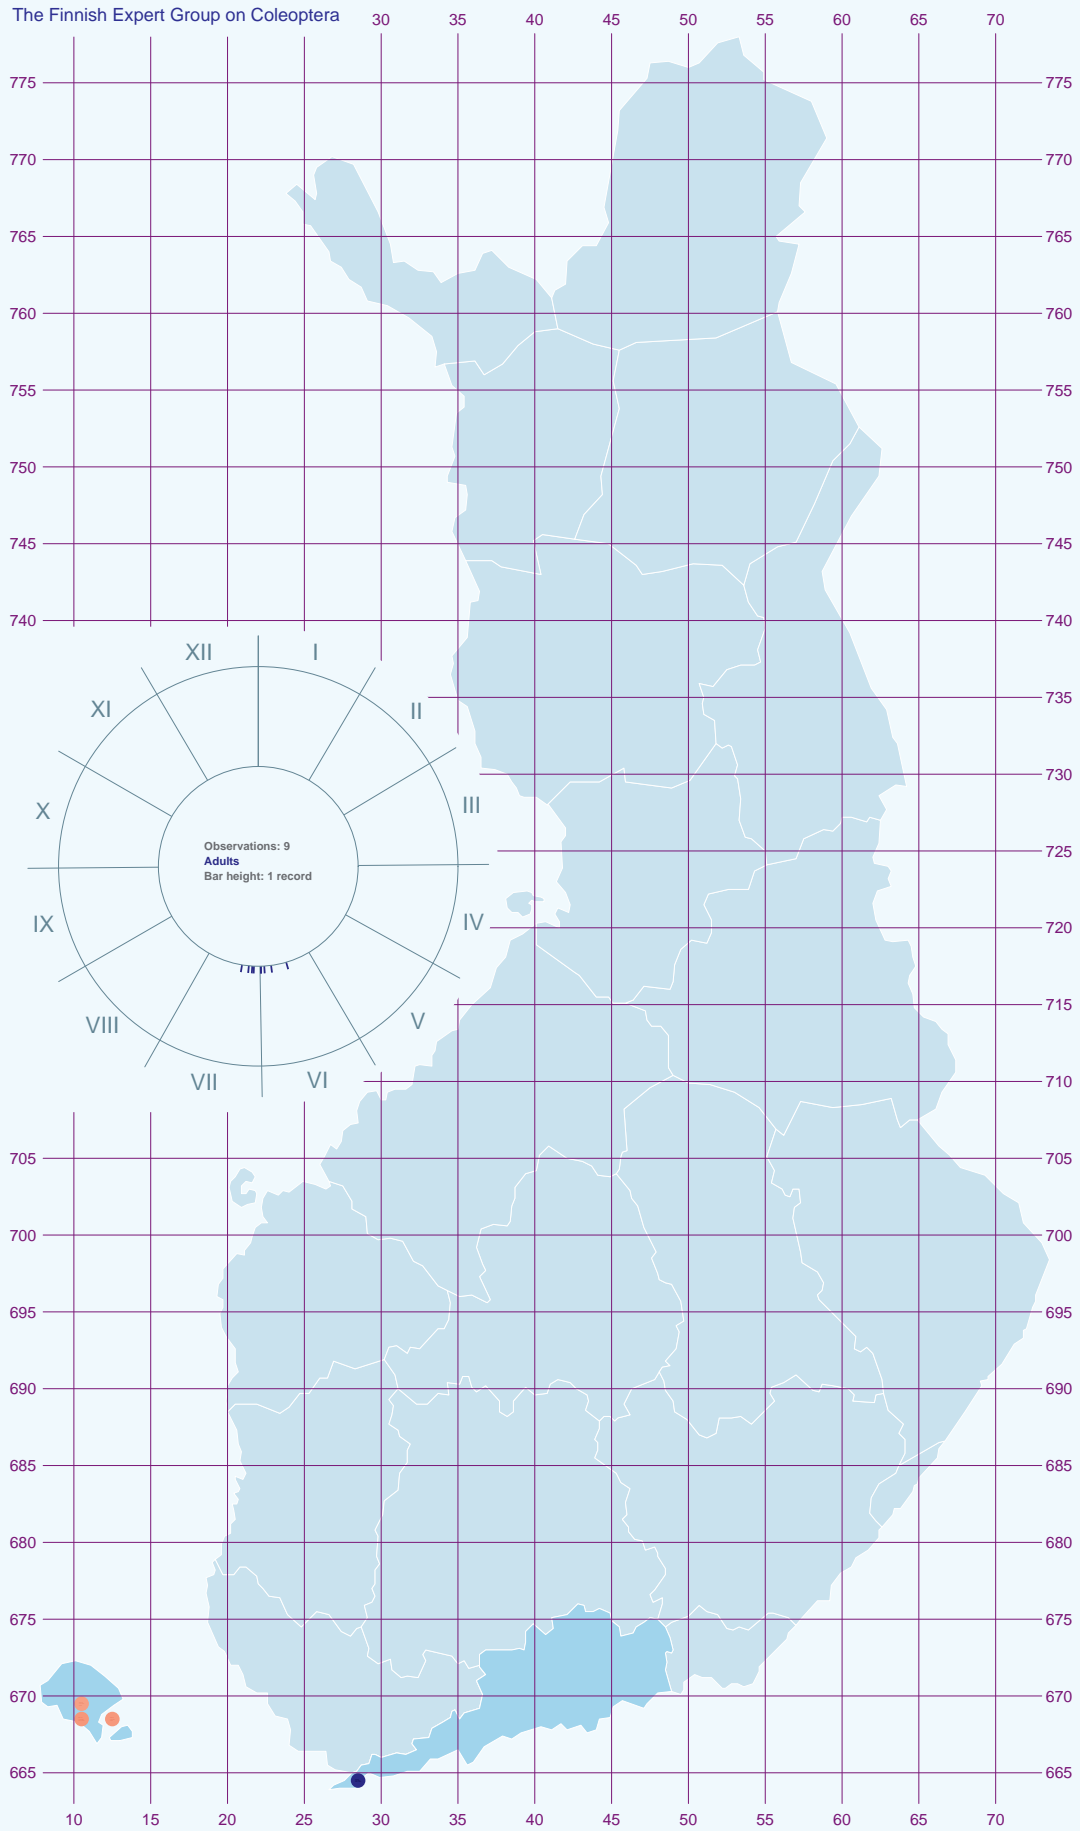 The Finnish Expert Group on Coleoptera
30 35 40 45 50 55 60 65 70
775 775
770 770
765 765
760 760
755 755
750 750
745 745
740 740
XII I
XI II
735
730
X III
Observations: 9
Adults
Bar height: 1 record
725
IX IV
720
715
VIII V
VII VI
710
705 705
700 700
695 695
690 690
685 685
680 680
675 675
670 670
665 665
10 15 20 25 30 35 40 45 50 55 60 65 70